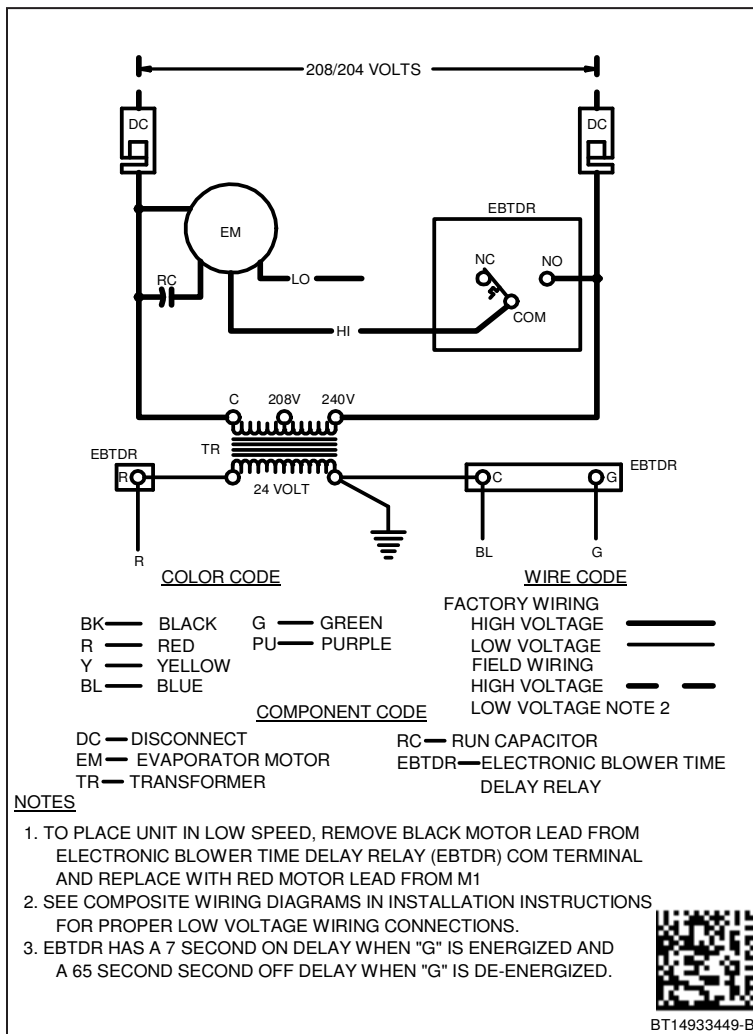 208/204 VOLTS
DC
DC
EM
EBTDR
NC
NO
COM
RC
LO
HI
C
208V
240V
TR
24 VOLT
EBTDR
R
R
C
G
EBTDR
BL
G
COLOR CODE
BK BLACK
R RED
Y YELLOW
BL BLUE
G GREEN
PU PURPLE
WIRE CODE
FACTORY WIRING
HIGH VOLTAGE
LOW VOLTAGE
FIELD WIRING
HIGH VOLTAGE
LOW VOLTAGE NOTE 2
COMPONENT CODE
DC DISCONNECT
EM EVAPORATOR MOTOR
TR TRANSFORMER
RC RUN CAPACITOR
EBTDR ELECTRONIC BLOWER TIME
DELAY RELAY
NOTES
1. TO PLACE UNIT IN LOW SPEED, REMOVE BLACK MOTOR LEAD FROM
ELECTRONIC BLOWER TIME DELAY RELAY (EBTDR) COM TERMINAL
AND REPLACE WITH RED MOTOR LEAD FROM M1
2. SEE COMPOSITE WIRING DIAGRAMS IN INSTALLATION INSTRUCTIONS
FOR PROPER LOW VOLTAGE WIRING CONNECTIONS.
3. EBTDR HAS A 7 SECOND ON DELAY WHEN "G" IS ENERGIZED AND
A 65 SECOND SECOND OFF DELAY WHEN "G" IS DE-ENERGIZED.
BT14933449-B